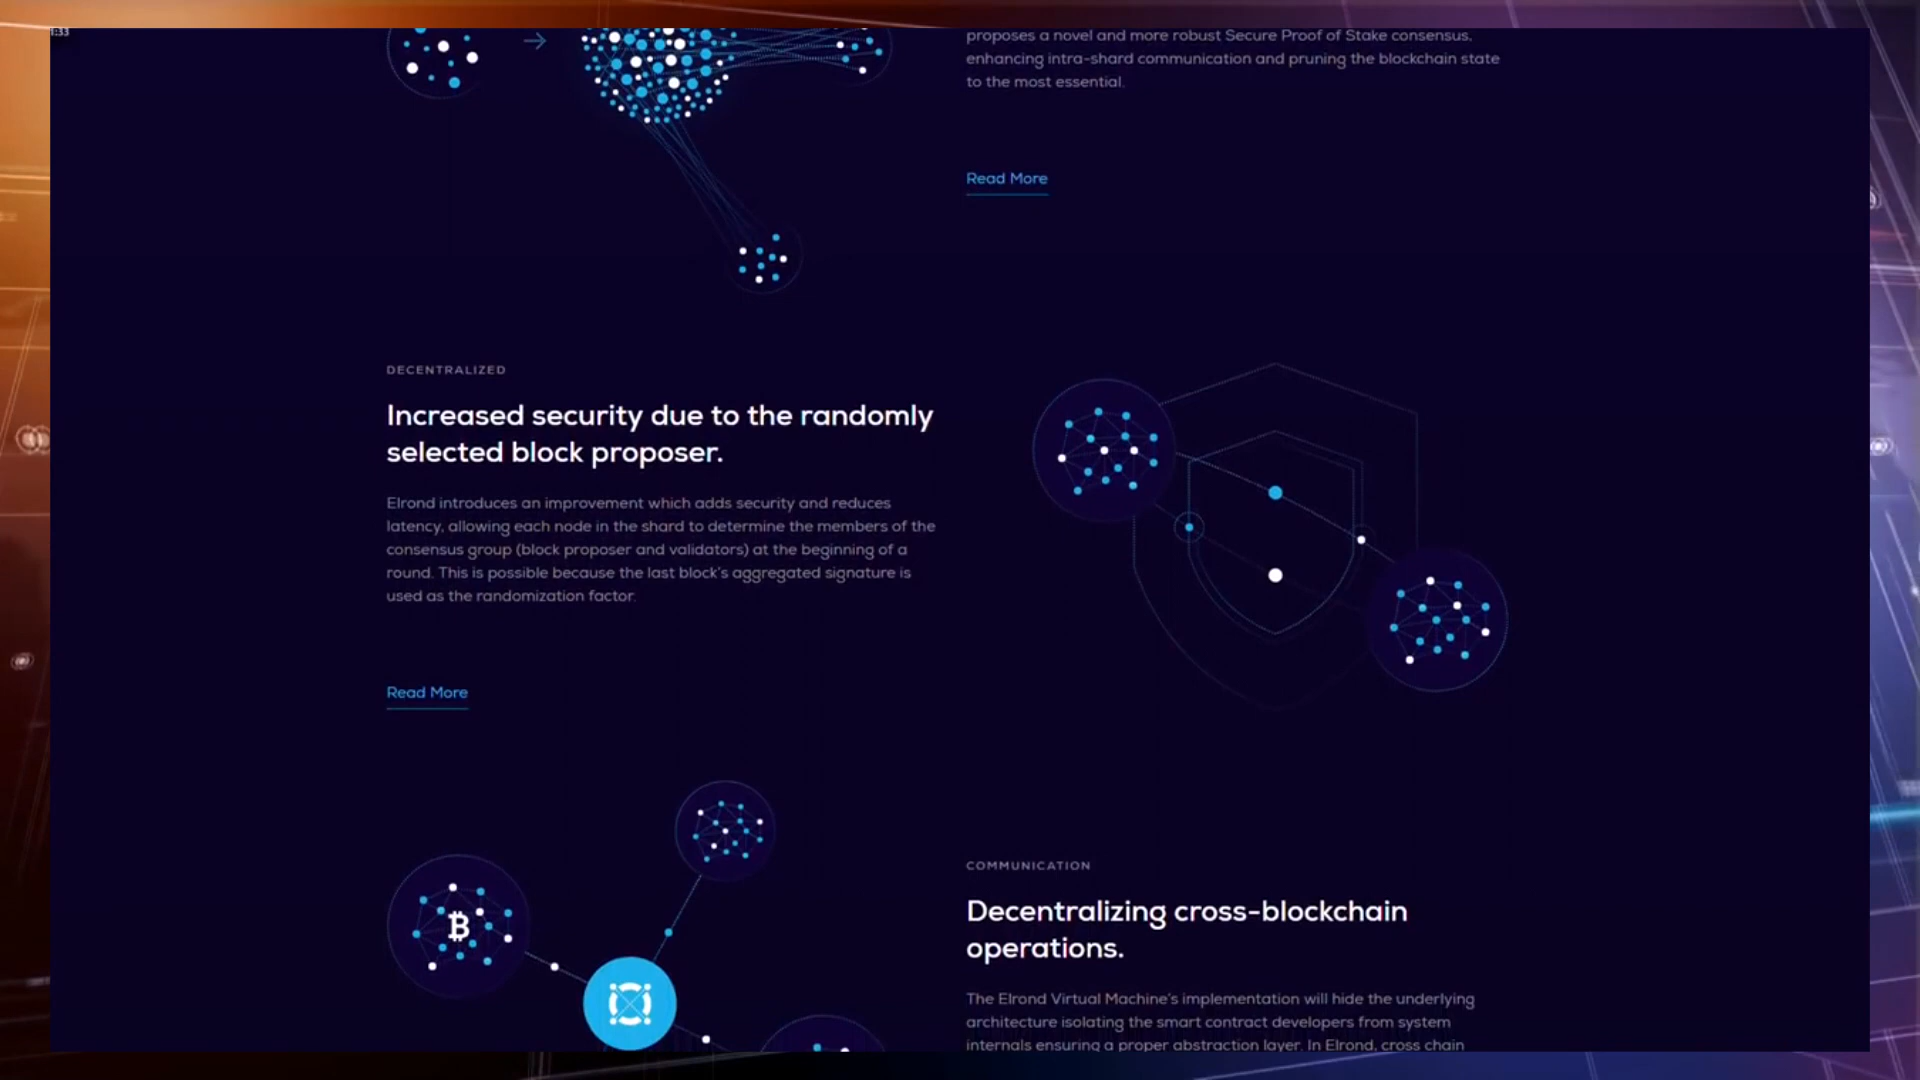 1:33
proposes a novel and more robust Secure Proof of Stake consensus,
enhancing intra-shard communication and pruning the blockchain state
to the most essential.
Read More
DECENTRALIZED
Increased security due to the randomly
selected block proposer.
Elrond introduces an improvement which adds security and reduces
latency, allowing each node in the shard to determine the members of the
consensus group (block proposer and validators) at the beginning of a
round. This is possible because the last block's aggregated signature is
used as the randomization factor.
Read More
COMMUNICATION
Decentralizing cross-blockchain
operations.
The Elrond Virtual Machine's implementation will hide the underlying
architecture isolating the smart contract developers from system
internals ensuring a proper abstraction layer. In Elrond, cross chain